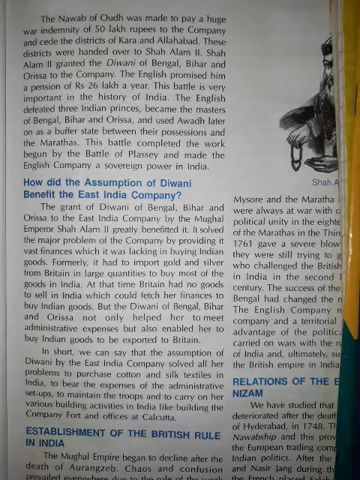 The Nawab of Oudh was made to pay a huge
war indemnity of 50 lakh rupees to the Company
and cede the districts of Kara and Allahabad. These
districts were handed over to Shah Alam II. Shah
Alam II granted the Diwani of Bengal, Bihar and
Orissa to the Company. The English promised him
a pension of Rs 26 lakh a year. This battle is very
important in the history of India. The English
defeated three Indian princes, became the masters
of Bengal, Bihar and Orissa, and used Awadh later
on as a buffer state between their possessions and
the Marathas. This battle completed the work
begun by the Battle of Plassey and made the
English Company a sovereign power in India.
How did the Assumption of Diwani
Benefit the East India Company?
The grant of Diwani of Bengal, Bihar and
Orissa to the East India Company by the Mughal
Emperor Shah Alam II greatly benefitted it. It solved
the major problem of the Company by providing it
vast finances which it was lacking in buying Indian
goods. Formerly, it had to import gold and silver
from Britain in large quantities to buy most of the
goods in India. At that time Britain had no goods
to sell in India which could fetch her finances to
buy Indian goods. But the Diwani of Bengal, Bihar
and Orissa not only helped her to meet
administrative expenses but also enabled her to
buy Indian goods to be exported to Britain.
In short, we can say that the assumption of
Diwani by the East India Company solved all her
problems to purchase cotton and silk textiles in
India, to bear the expenses of the administrative
set-ups, to maintain the troops and to carry on her
various building activities in India like building the
Company Fort and offices at Calcutta.
ESTABLISHMENT OF THE BRITISH RULE
IN INDIA
The Mughal Empire began to decline after the
death of Aurangzeb. Chaos and confusion
prevailed everywhere due to the rule of the weak
Shah A
Mysore and the Marathas
were always at war with
political unity in the eighte
of the Marathas in the Third
1761 gave a severe blow
they were still trying to
who challenged the British
in India in the second
century. The success of the
Bengal had changed the
The English Company
company and a territorial
advantage of the politic
carried on wars with the
of India and, ultimately,
the British empire in India
RELATIONS OF THE E
NIZAM
We have studied that
deteriorated after the death
of Hyderabad, in 1748.
Nawabship and this prov
the European trading comp
Indian politics. After the
and Nasir Jang during th
the French placed